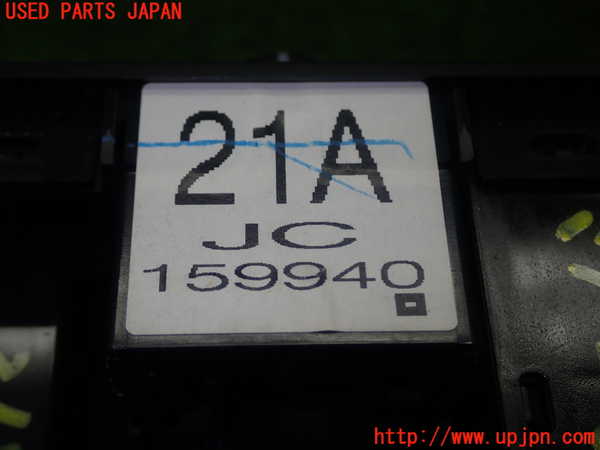 USED PARTS JAPAN
21A
JC
159940
http://www.upjpn.com/